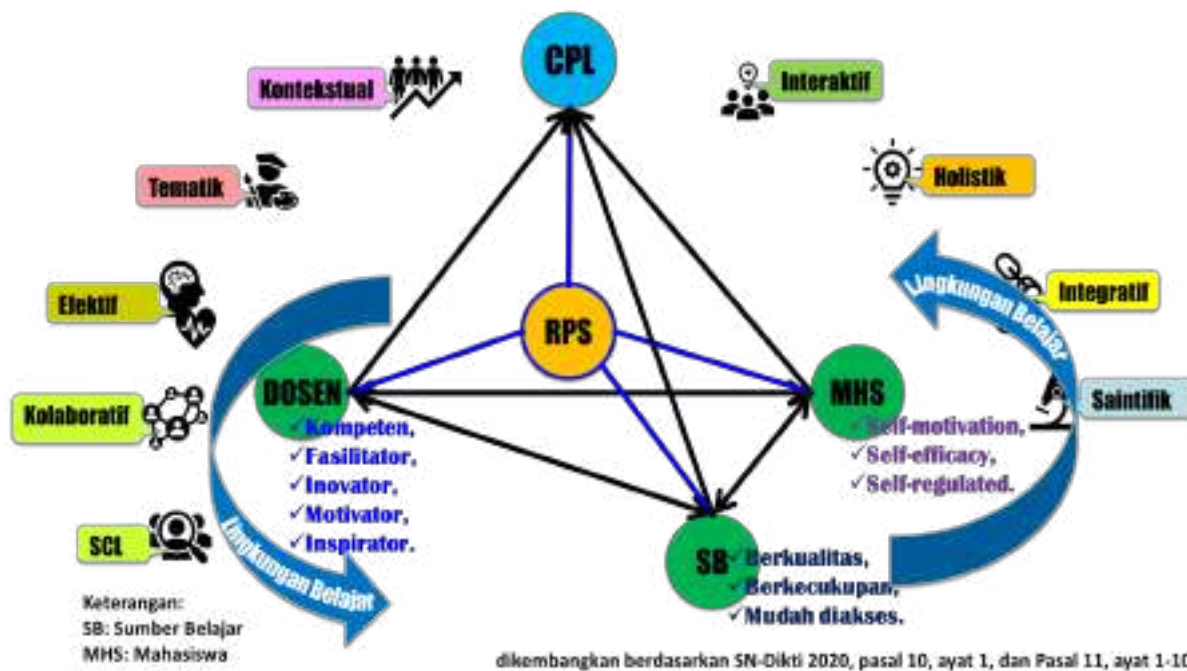 CPL
Kontekstual
Interaktif
Tematik
Holistik
Efektif
Lingkungan Belajar
Integratif
RPS
DOSEN
MHS
Saintifik
Kolaboratif
✓Kompeten,
✓Fasilitator,
✓Inovator,
✓Motivator,
✓Inspirator.
✓Self-motivation,
✓Self-efficacy,
✓Self-regulated.
SCL
Lingkungan Belajat
SB
✓Berkualitas,
✓Berkecukupan,
✓Mudah diakses.
Keterangan:
SB: Sumber Belajar
MHS: Mahasiswa
dikembangkan berdasarkan SN-Dikti 2020, pasal 10, ayat 1, dan Pasal 11, ayat 1-10